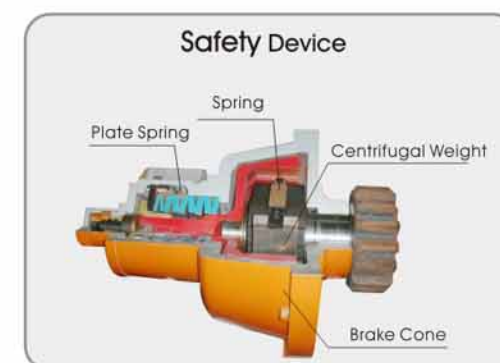 Safety Device
Spring
Plate Spring
Centrifugal Weight
Brake Cone